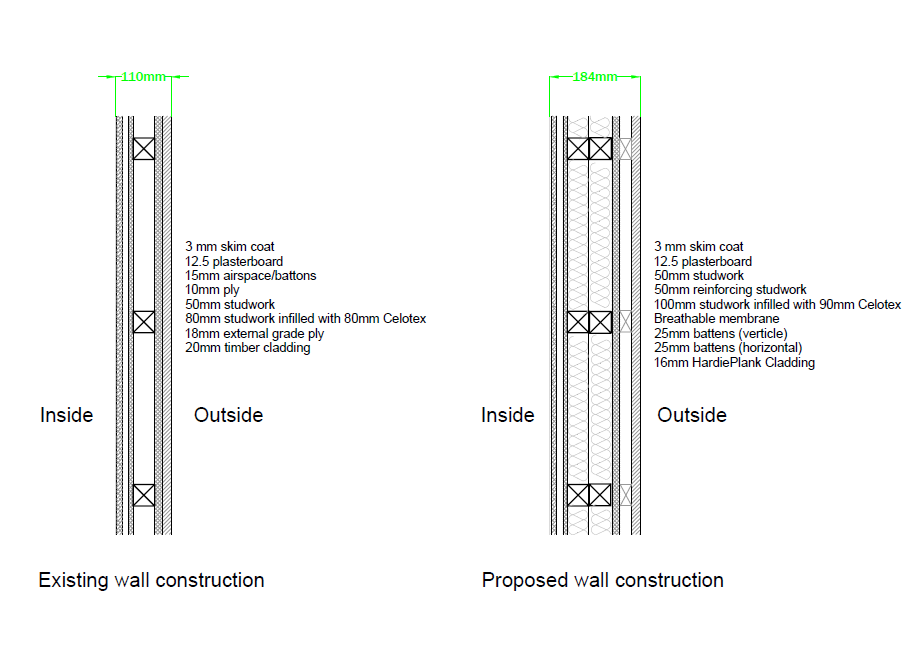 110mm
3 mm skim coat
12.5 plasterboard
15mm airspace/battons
10mm ply
50mm studwork
80mm studwork infilled with 80mm Celotex
18mm external grade ply
20mm timber cladding
Inside
Outside
Existing wall construction
184mm
3 mm skim coat
12.5 plasterboard
50mm studwork
50mm reinforcing studwork
100mm studwork infilled with 90mm Celotex
Breathable membrane
25mm battens (verticle)
25mm battens (horizontal)
16mm HardiePlank Cladding
Inside
Outside
Proposed wall construction